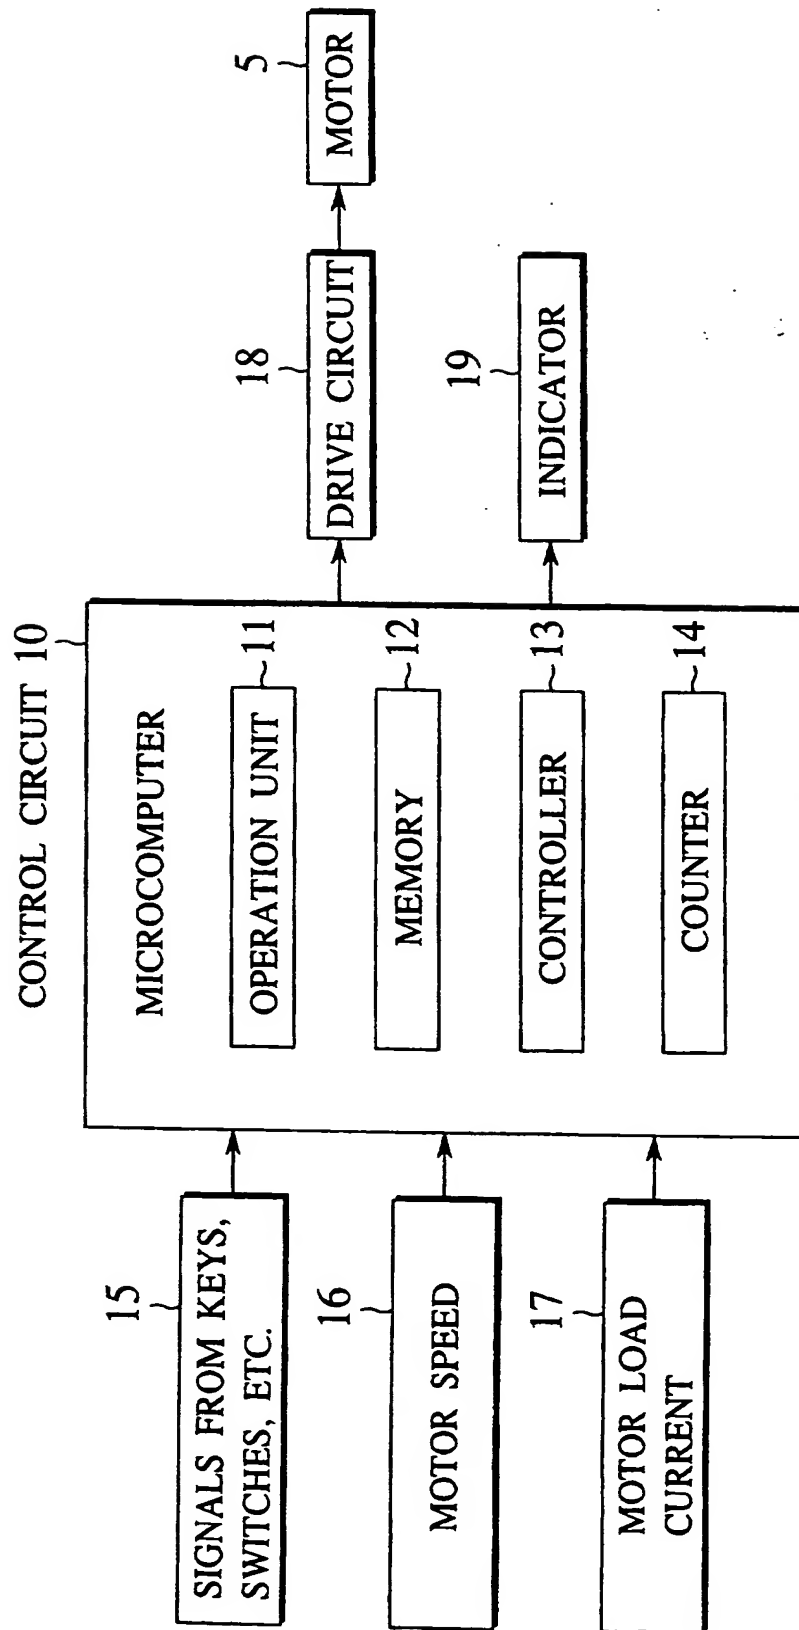 CONTROL CIRCUIT 10
15
SIGNALS FROM KEYS,
SWITCHES, ETC.
16
MOTOR SPEED
17
MOTOR LOAD
CURRENT
MICROCOMPUTER
OPERATION UNIT
11
MEMORY
12
CONTROLLER
13
COUNTER
14
18
DRIVE CIRCUIT
5
MOTOR
19
INDICATOR